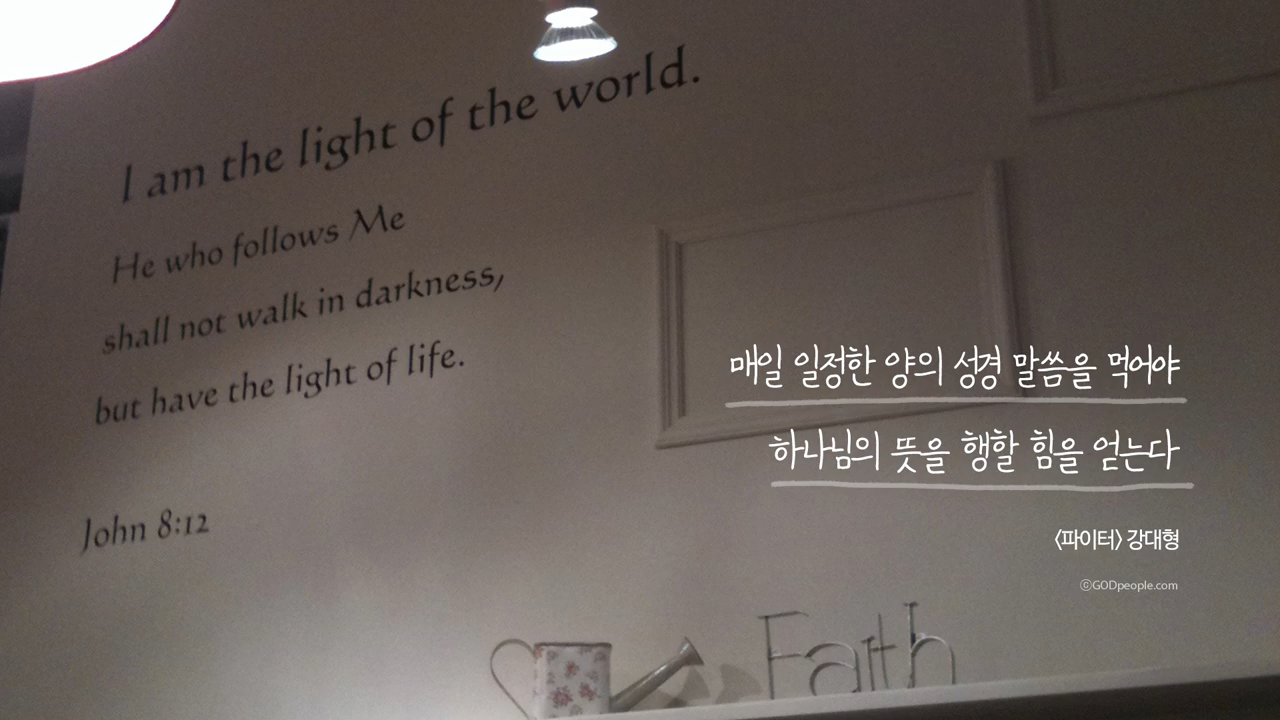 I am the light of the world.
He who follows Me
shall not walk in darkness,
but have the light of life.
John 8:12
매일 일정한 양의 성경 말씀을 먹어야
하나님의 뜻을 행할 힘을 얻는다
<파이터> 강대형
ⓒGODpeople.com
Faith